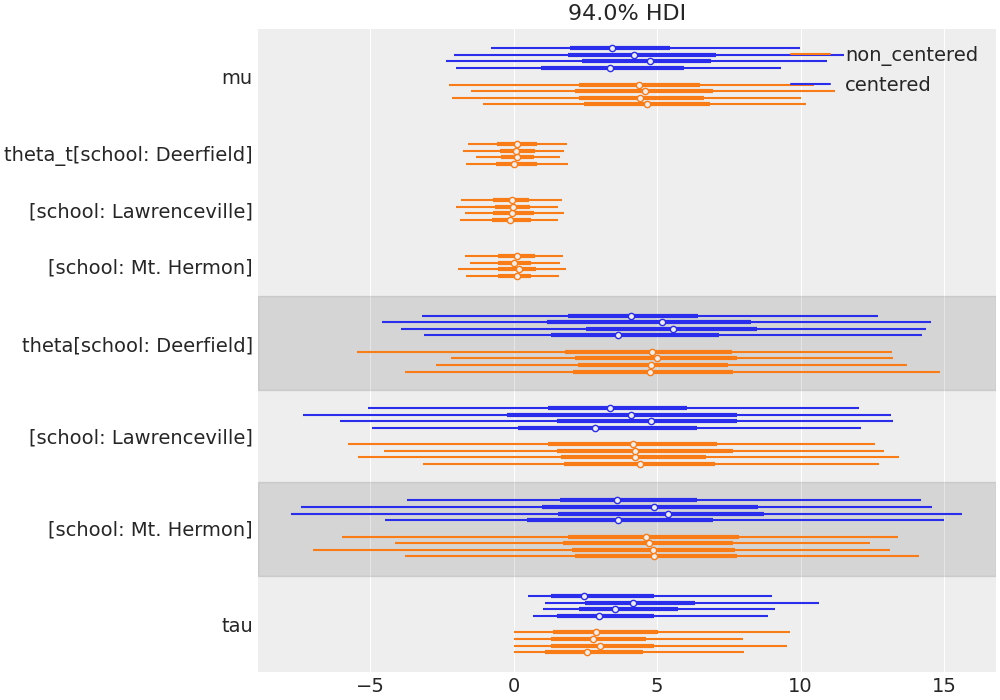 94.0% HDI
mu
non_centered
centered
theta_t[school: Deerfield]
[school: Lawrenceville]
[school: Mt. Hermon]
theta[school: Deerfield]
[school: Lawrenceville]
[school: Mt. Hermon]
tau
−5 0 5 10 15